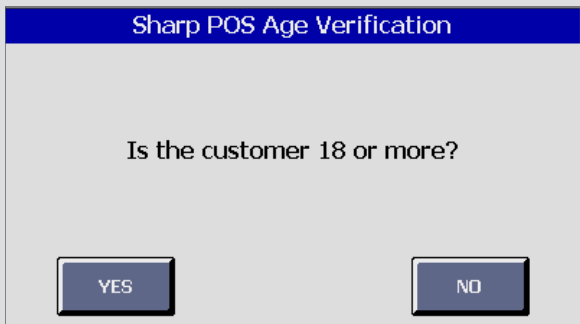 Sharp POS Age Verification
Is the customer 18 or more?
YES
NO